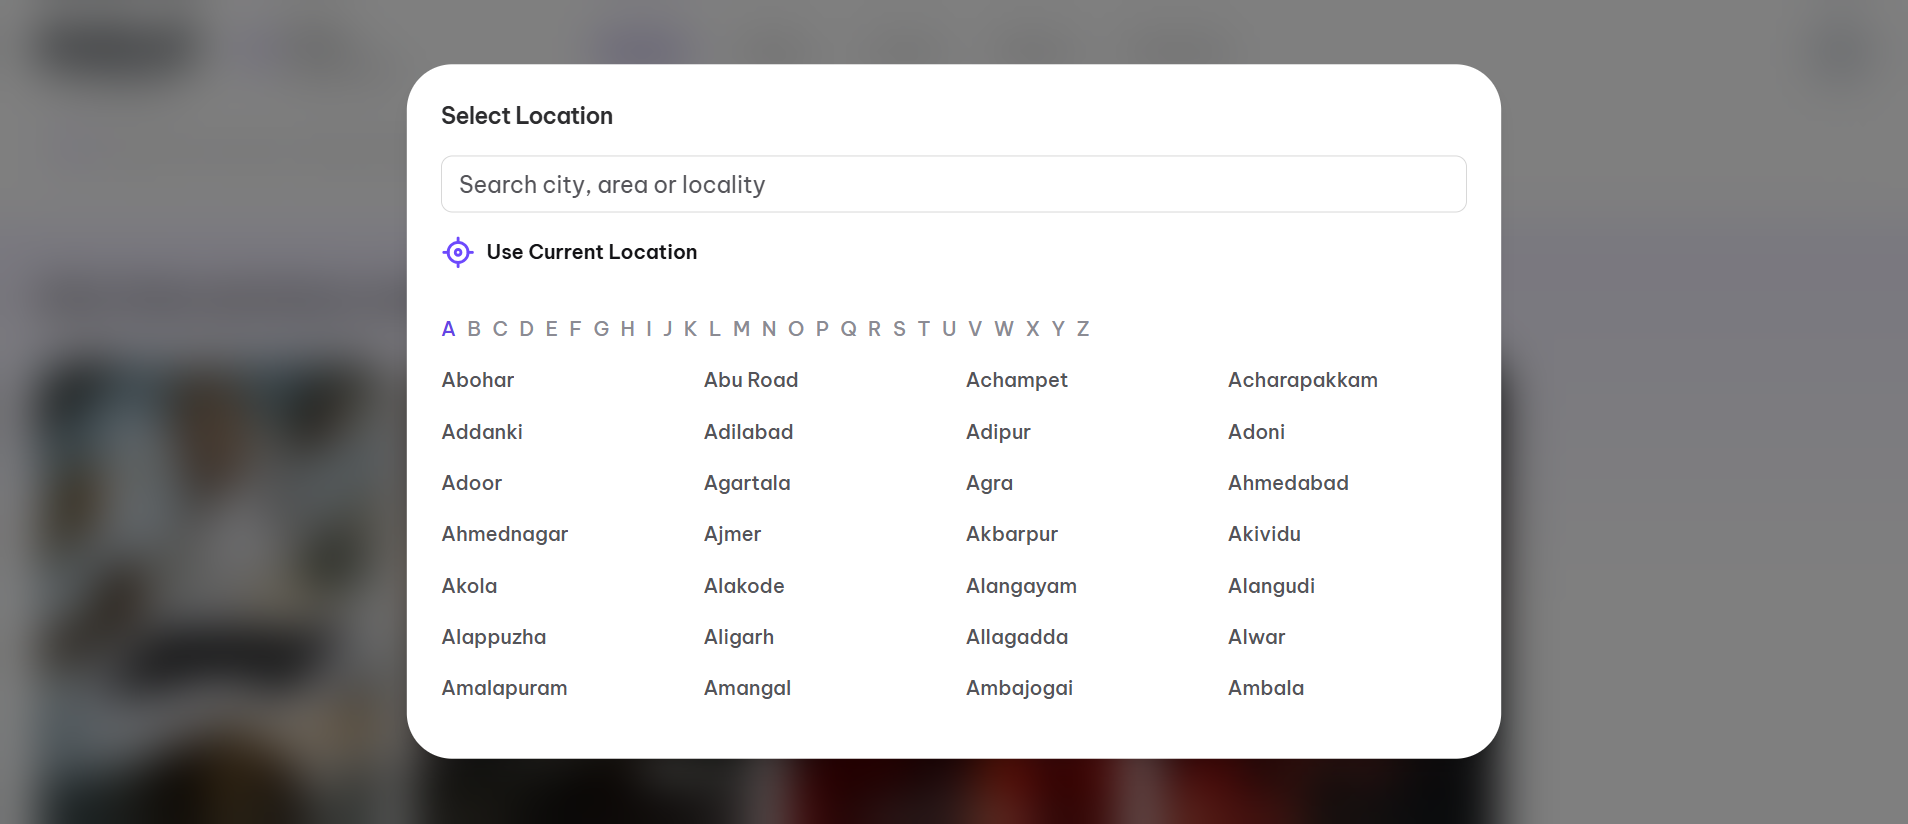 Select Location
Search city, area or locality
Use Current Location
A B C D E F G H I J K L M N O P Q R S T U V W X Y Z
Abohar Abu Road Achampet Acharapakkam
Addanki Adilabad Adipur Adoni
Adoor Agartala Agra Ahmedabad
Ahmednagar Ajmer Akbarpur Akividu
Akola Alakode Alangayam Alangudi
Alappuzha Aligarh Allagadda Alwar
Amalapuram Amangal Ambajogai Ambala